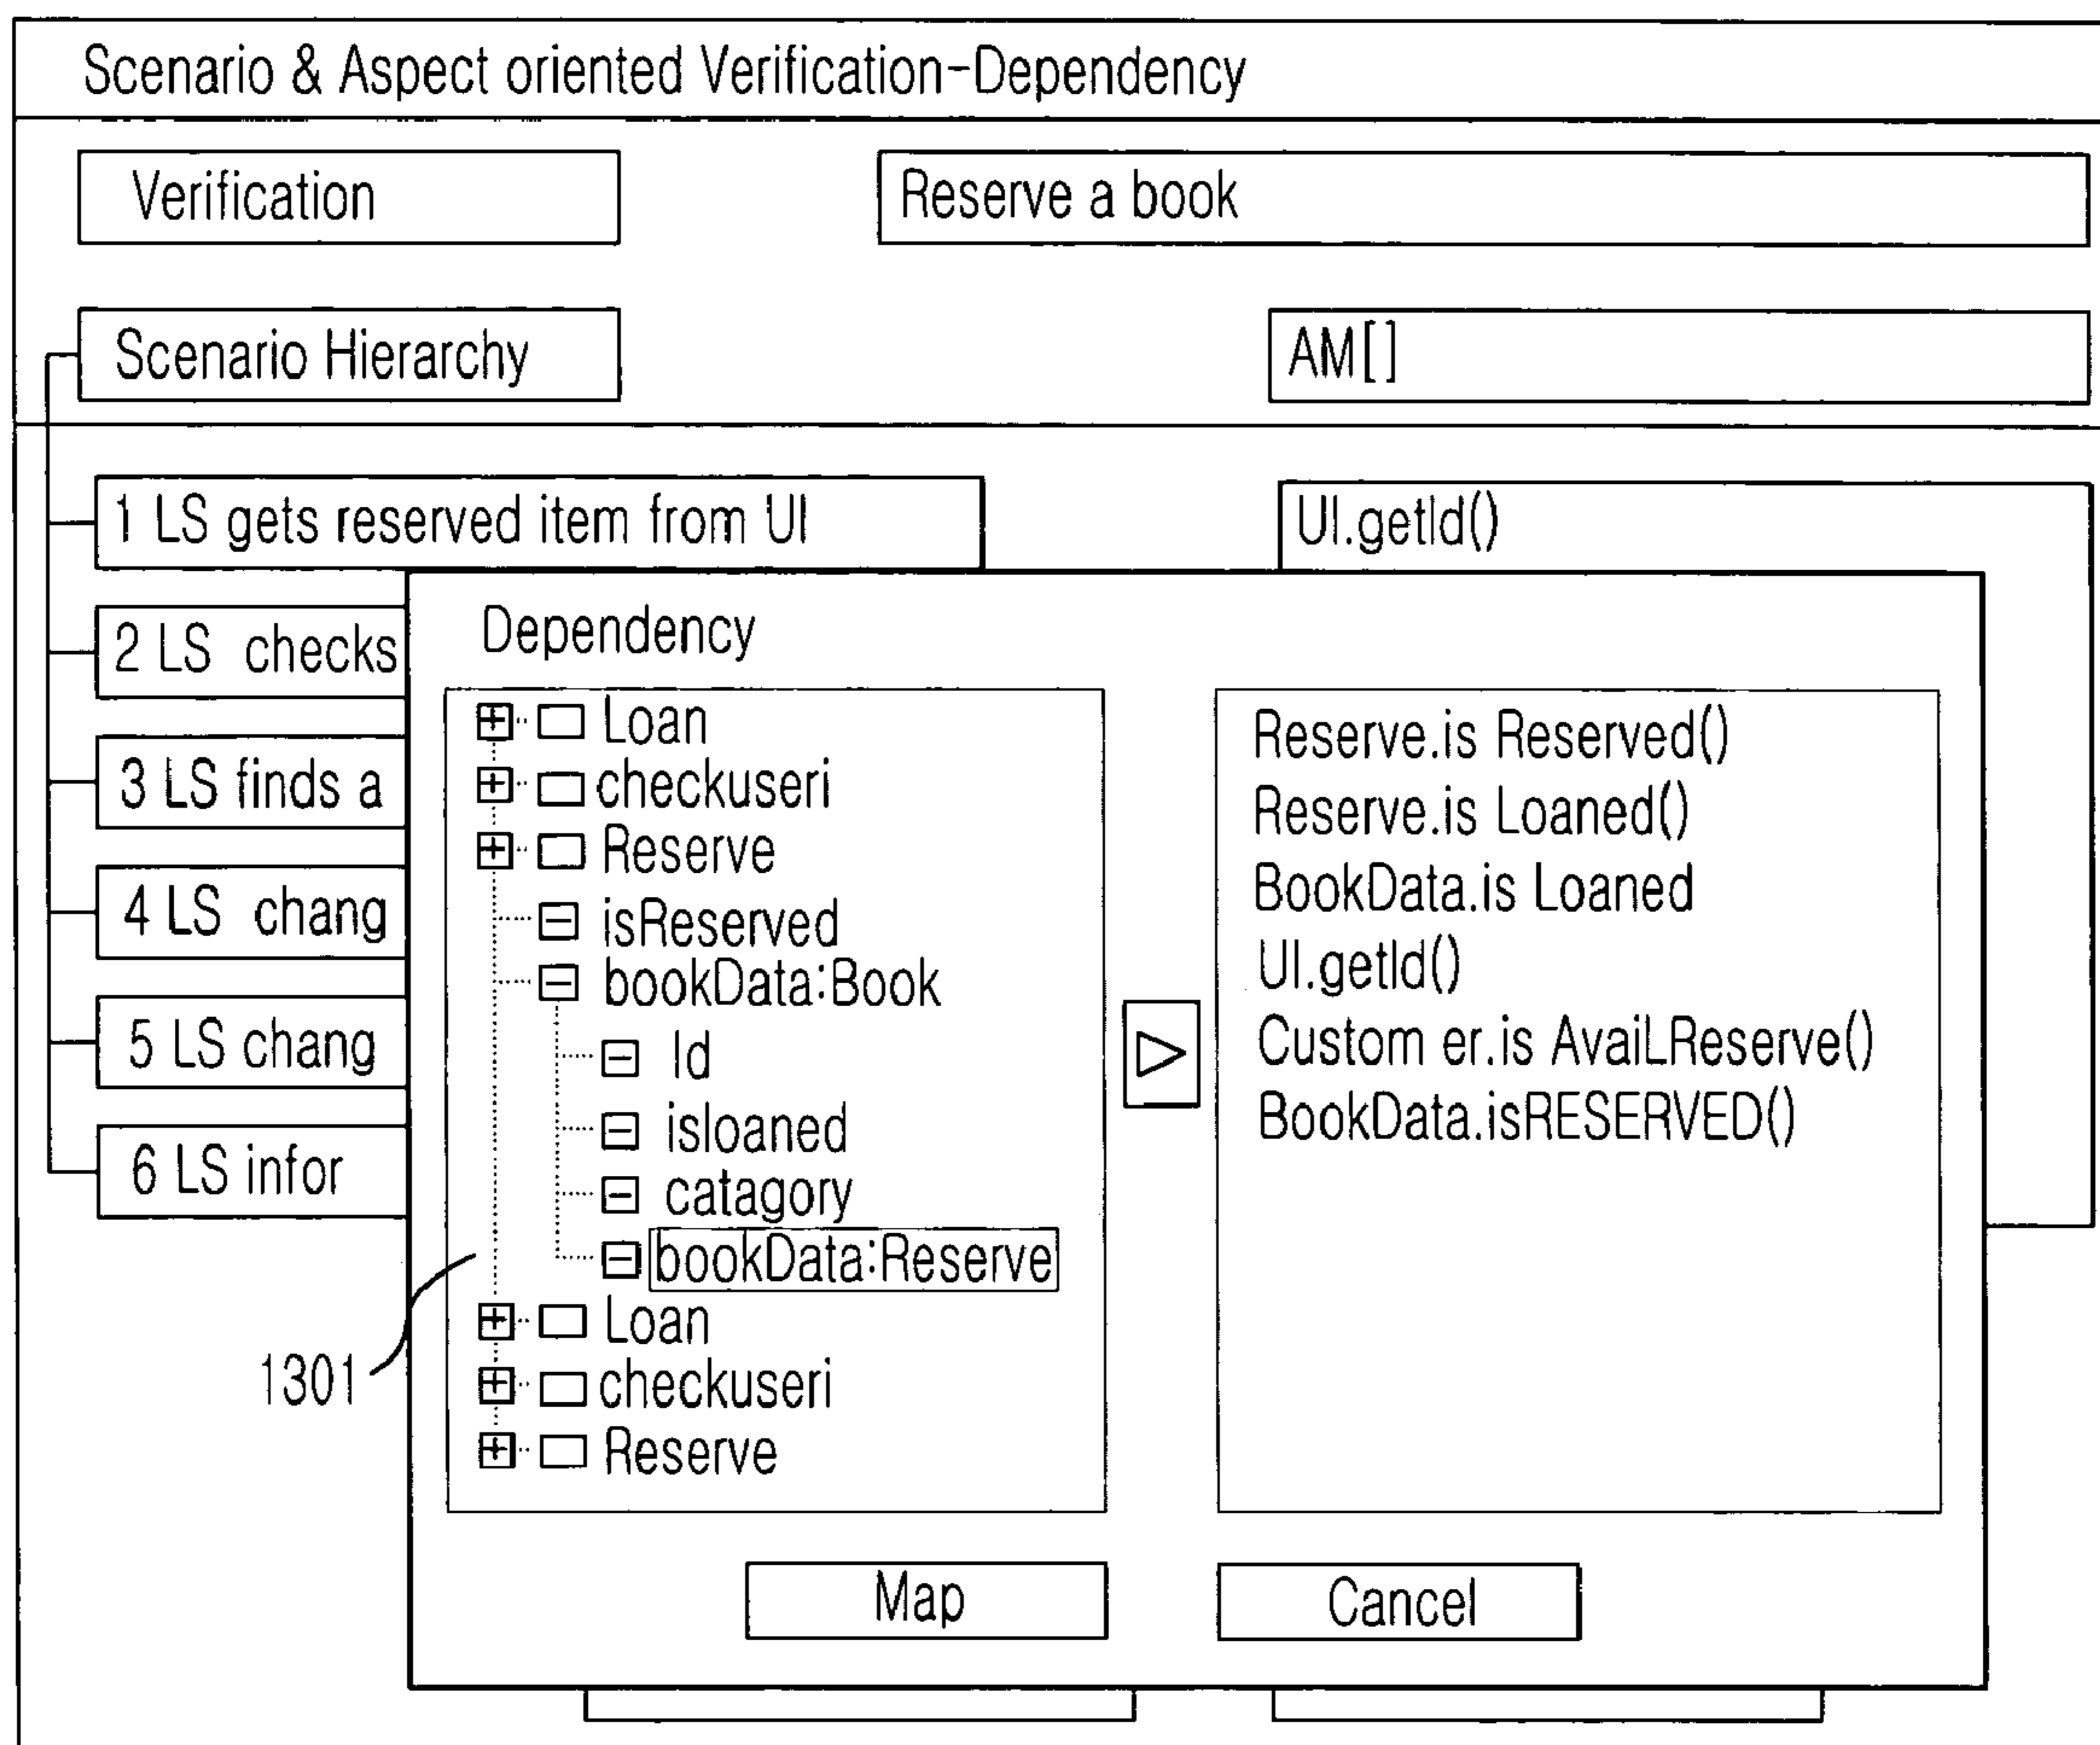 Scenario & Aspect oriented Verification-Dependency
Verification
Reserve a book
Scenario Hierarchy
AM[]
1 LS gets reserved item from UI
UI.getId()
2 LS checks
3 LS finds a
4 LS chang
5 LS chang
6 LS infor
Dependency
Loan
checkuseri
Reserve
isReserved
bookData:Book
Id
isloaned
catagory
bookData:Reserve
Loan
checkuseri
Reserve
Reserve.is Reserved()
Reserve.is Loaned()
BookData.is Loaned
UI.getId()
Custom er.is AvaiLReserve()
BookData.isRESERVED()
1301
Map
Cancel